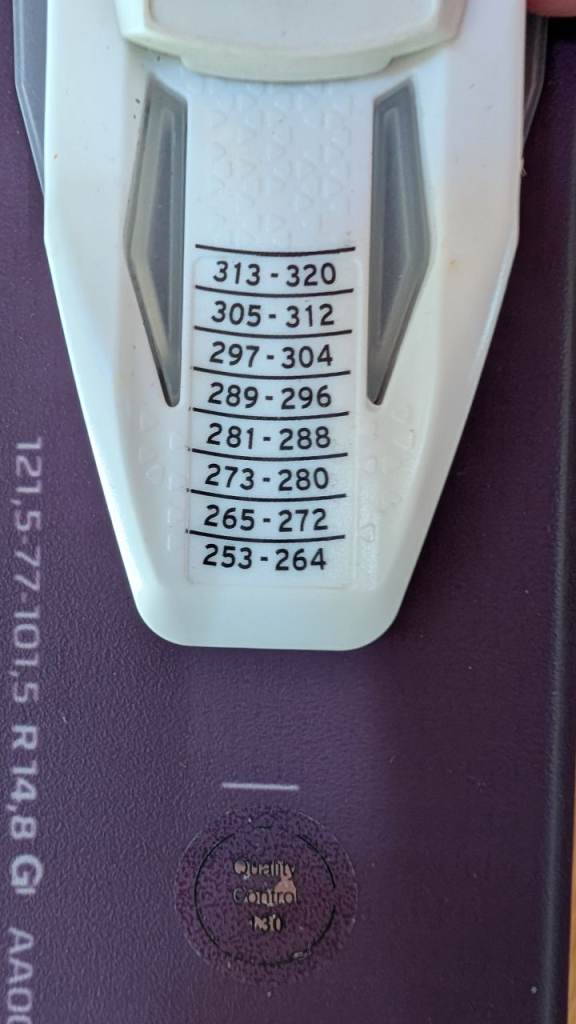 313 - 320
305 - 312
297 - 304
289 - 296
281 - 288
273 - 280
265 - 272
253 - 264
121,5-77-101,5 R 14,8 G
Quality
Control